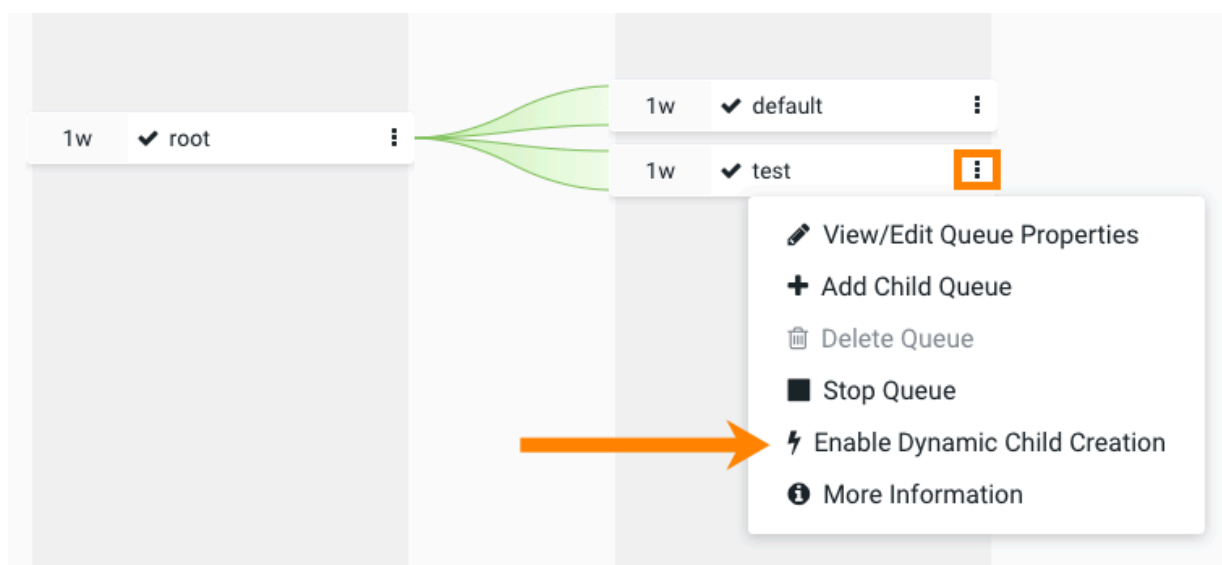 1w root
1w default
1w test
View/Edit Queue Properties
Add Child Queue
Delete Queue
Stop Queue
Enable Dynamic Child Creation
More Information